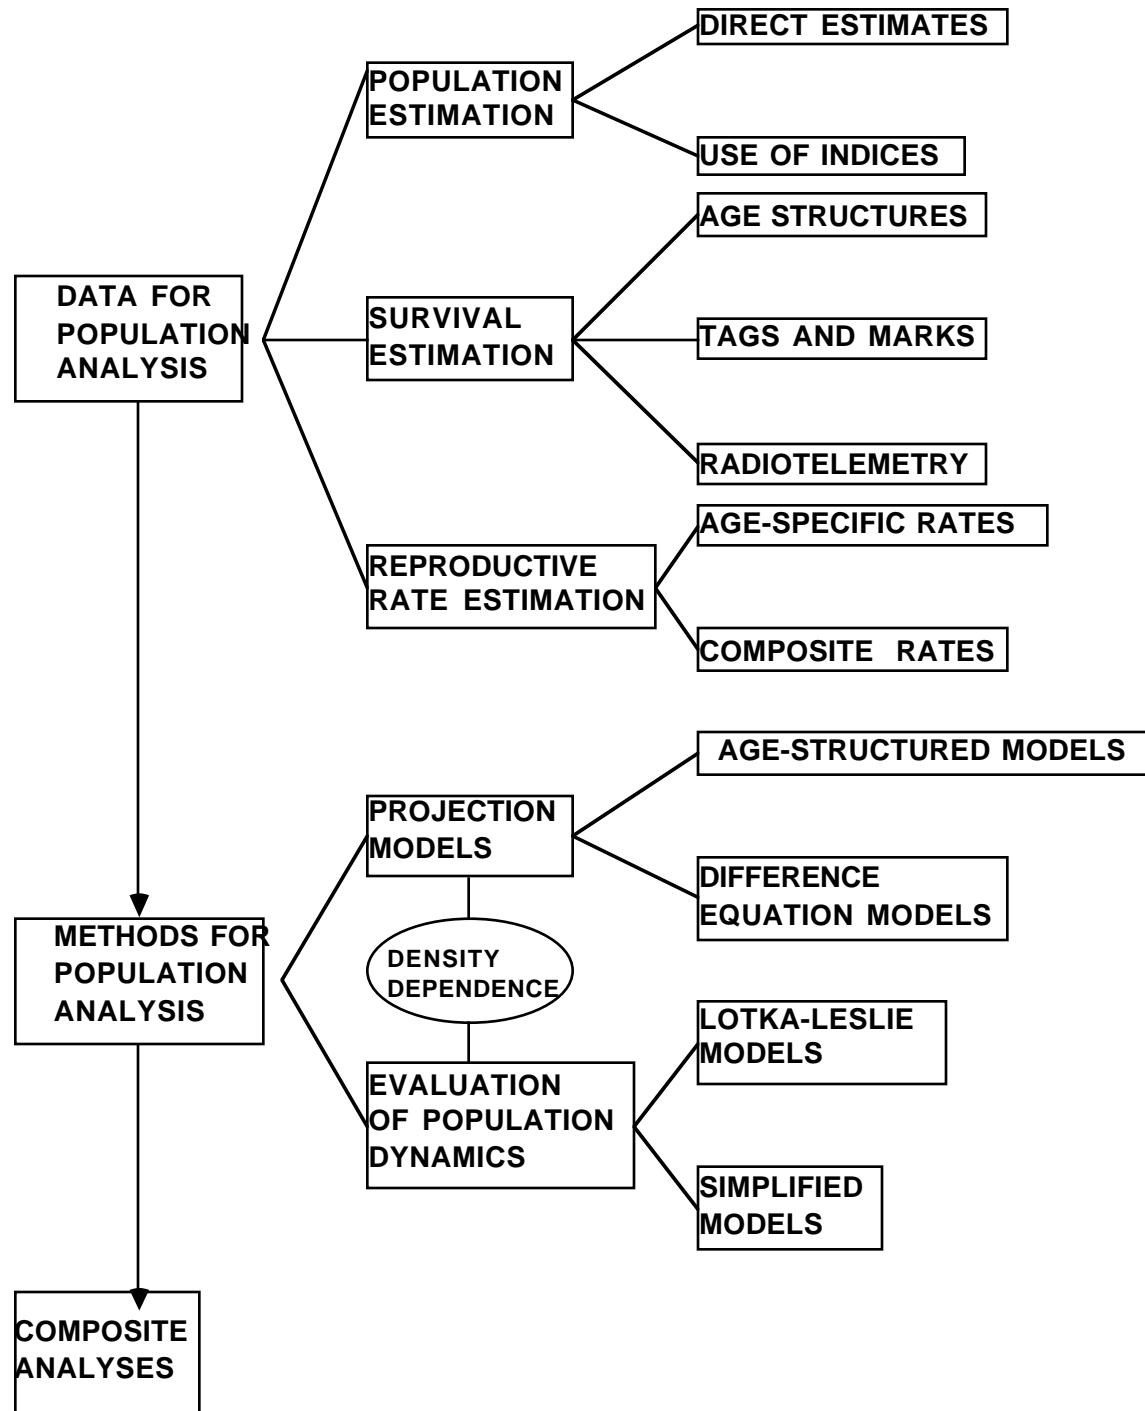 DIRECT ESTIMATES
POPULATION
ESTIMATION
USE OF INDICES
AGE STRUCTURES
DATA FOR
POPULATION
ANALYSIS
SURVIVAL
ESTIMATION
TAGS AND MARKS
RADIOTELEMETRY
AGE-SPECIFIC RATES
REPRODUCTIVE
RATE ESTIMATION
COMPOSITE RATES
AGE-STRUCTURED MODELS
PROJECTION
MODELS
DIFFERENCE
EQUATION MODELS
METHODS FOR
POPULATION
ANALYSIS
DENSITY
DEPENDENCE
LOTKA-LESLIE
MODELS
EVALUATION
OF POPULATION
DYNAMICS
SIMPLIFIED
MODELS
COMPOSITE
ANALYSES